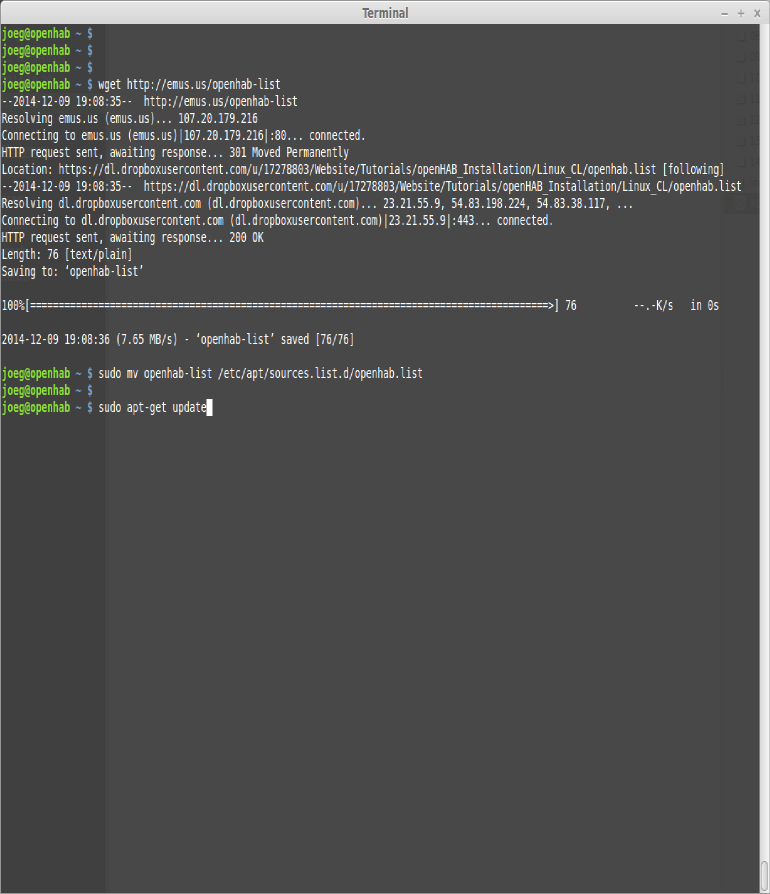 Terminal
joeg@openhab ~ $
joeg@openhab ~ $
joeg@openhab ~ $
joeg@openhab ~ $ wget http://emus.us/openhab-list
--2014-12-09 19:08:35--  http://emus.us/openhab-list
Resolving emus.us (emus.us)... 107.20.179.216
Connecting to emus.us (emus.us)|107.20.179.216|:80... connected.
HTTP request sent, awaiting response... 301 Moved Permanently
Location: https://dl.dropboxusercontent.com/u/17278803/Website/Tutorials/openHAB_Installation/Linux_CL/openhab.list [following]
--2014-12-09 19:08:35--  https://dl.dropboxusercontent.com/u/17278803/Website/Tutorials/openHAB_Installation/Linux_CL/openhab.list
Resolving dl.dropboxusercontent.com (dl.dropboxusercontent.com)... 23.21.55.9, 54.83.198.224, 54.83.38.117, ...
Connecting to dl.dropboxusercontent.com (dl.dropboxusercontent.com)|23.21.55.9|:443... connected.
HTTP request sent, awaiting response... 200 OK
Length: 76 [text/plain]
Saving to: ‘openhab-list’
100%[===========================================================================================>] 76          --.-K/s   in 0s
2014-12-09 19:08:36 (7.65 MB/s) - ‘openhab-list’ saved [76/76]
joeg@openhab ~ $ sudo mv openhab-list /etc/apt/sources.list.d/openhab.list
joeg@openhab ~ $
joeg@openhab ~ $ sudo apt-get update